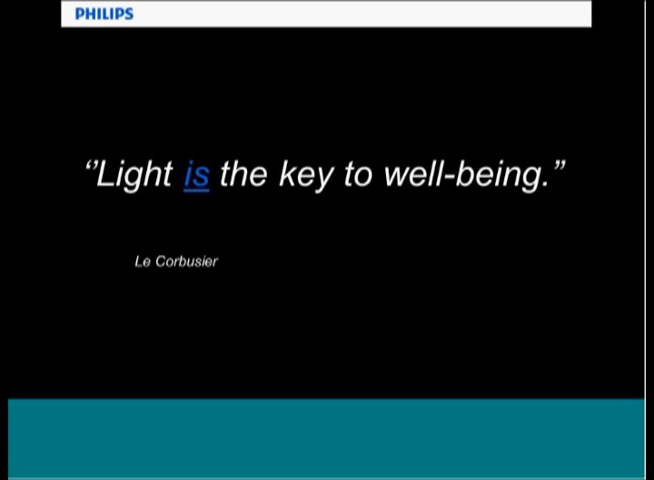 PHILIPS
‘’Light is the key to well-being.”
Le Corbusier